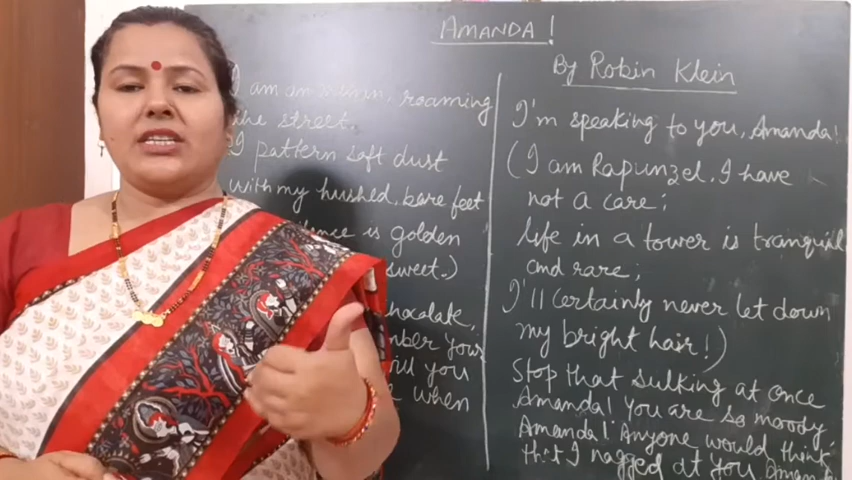 AMANDA!
By Robin Klein
I am an roaming
the street.
I pattern soft dust
with my hushed, bare feet
is golden
sweet.)
chocolate,
your
you
when
I'm speaking to you, Amanda!
(I am Rapunzel, I have
not a care;
life in a tower is tranquil
and rare;
I'll certainly never let down
my bright hair!)
Stop that sulking at once
Amanda! You are so moody
Amanda! Anyone would think
that I nagged at you,